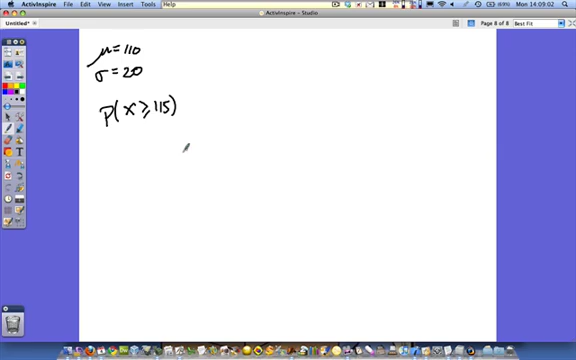 ActivInspire File Edit View Insert Tools Help Mon 14:09:02
ActivInspire - Studio
Untitled* Page 8 of 8 Best Fit
μ = 110
σ = 20
P(x ≥ 115)